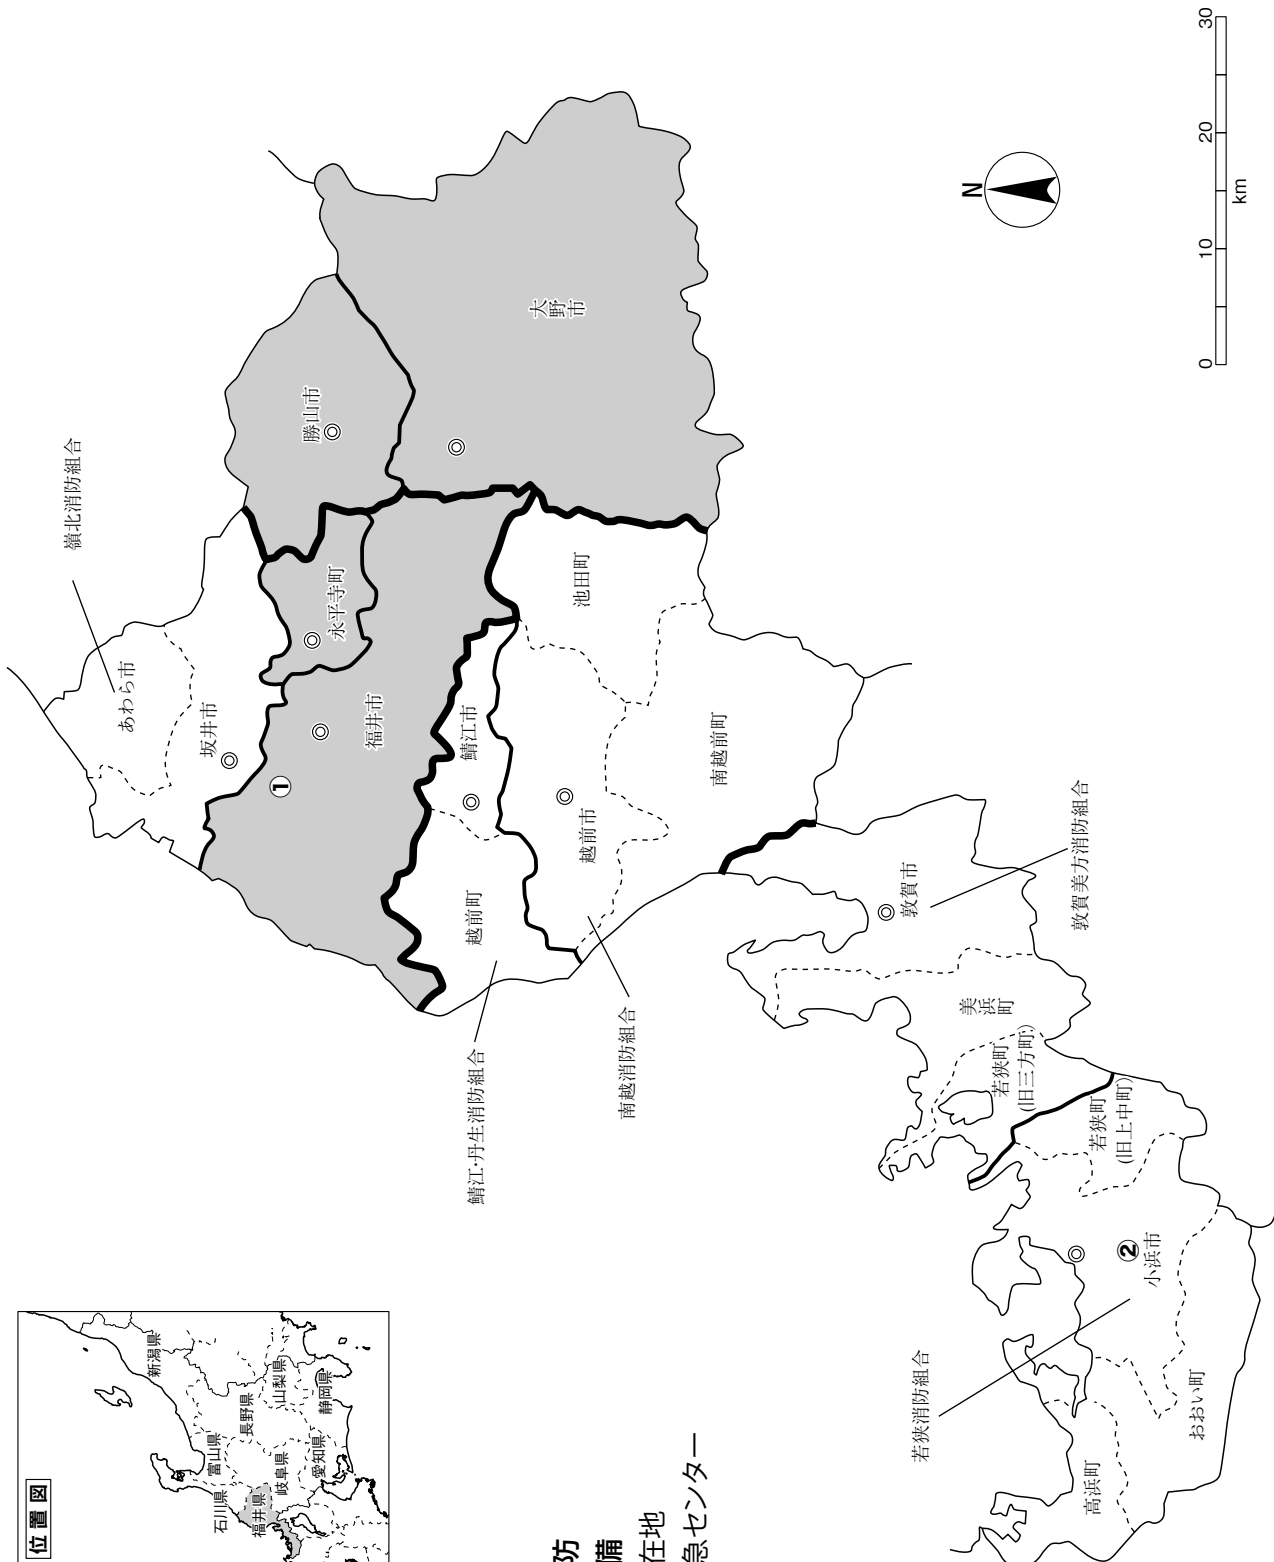 位置図
新潟県
富山県
石川県
長野県
福井県
岐阜県
山梨県
愛知県
静岡県
防
備
在地
急センター
嶺北消防組合
あわら市
坂井市
勝山市
永平寺町
①
福井市
大野市
池田町
鯖江市
越前町
越前市
南越前町
鯖江・丹生消防組合
南越消防組合
敦賀市
敦賀美方消防組合
美浜町
若狭町
(旧三方町)
若狭町
(旧上中町)
②
小浜市
若狭消防組合
おおい町
高浜町
N
0 10 20 30
km